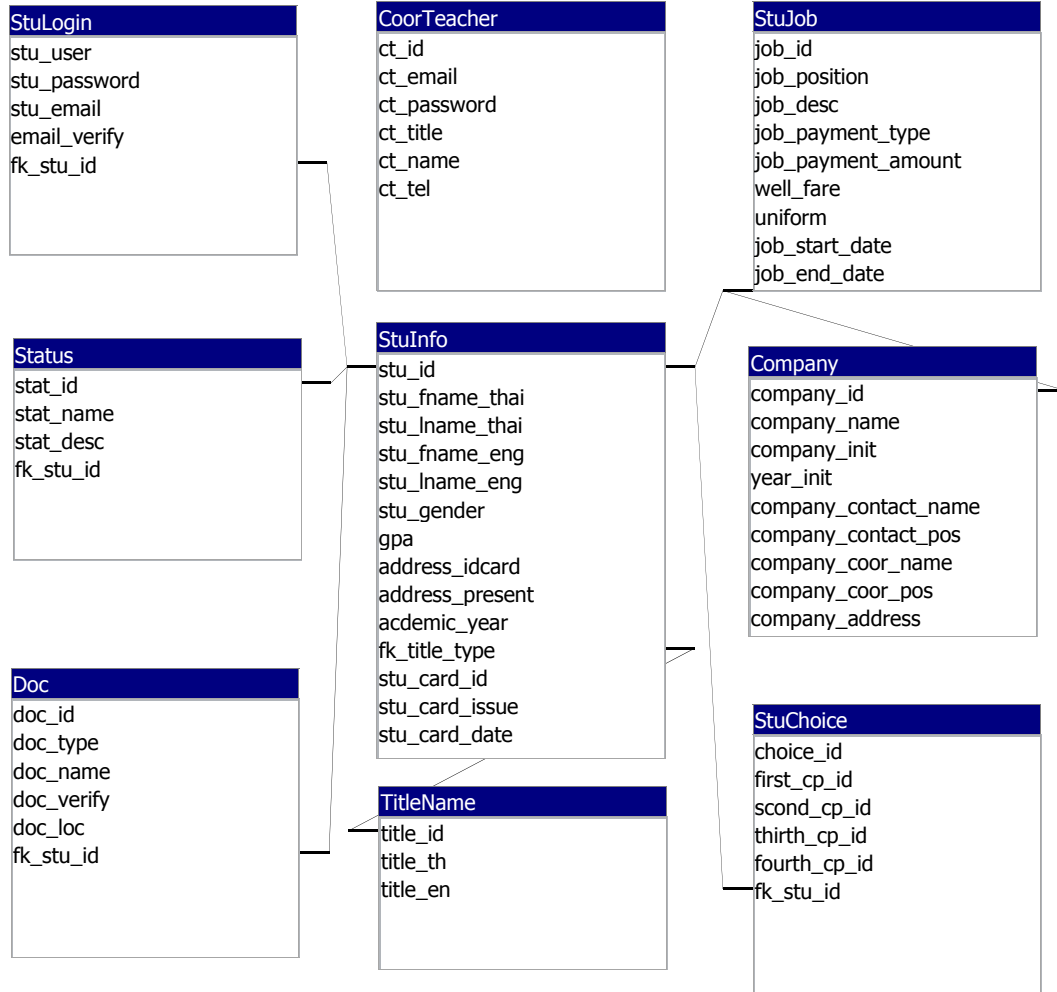 StuLogin
stu_user
stu_password
stu_email
email_verify
fk_stu_id
CoorTeacher
ct_id
ct_email
ct_password
ct_title
ct_name
ct_tel
StuJob
job_id
job_position
job_desc
job_payment_type
job_payment_amount
well_fare
uniform
job_start_date
job_end_date
Status
stat_id
stat_name
stat_desc
fk_stu_id
StuInfo
stu_id
stu_fname_thai
stu_lname_thai
stu_fname_eng
stu_lname_eng
stu_gender
gpa
address_idcard
address_present
acdemic_year
fk_title_type
stu_card_id
stu_card_issue
stu_card_date
Company
company_id
company_name
company_init
year_init
company_contact_name
company_contact_pos
company_coor_name
company_coor_pos
company_address
Doc
doc_id
doc_type
doc_name
doc_verify
doc_loc
fk_stu_id
TitleName
title_id
title_th
title_en
StuChoice
choice_id
first_cp_id
scond_cp_id
thirth_cp_id
fourth_cp_id
fk_stu_id